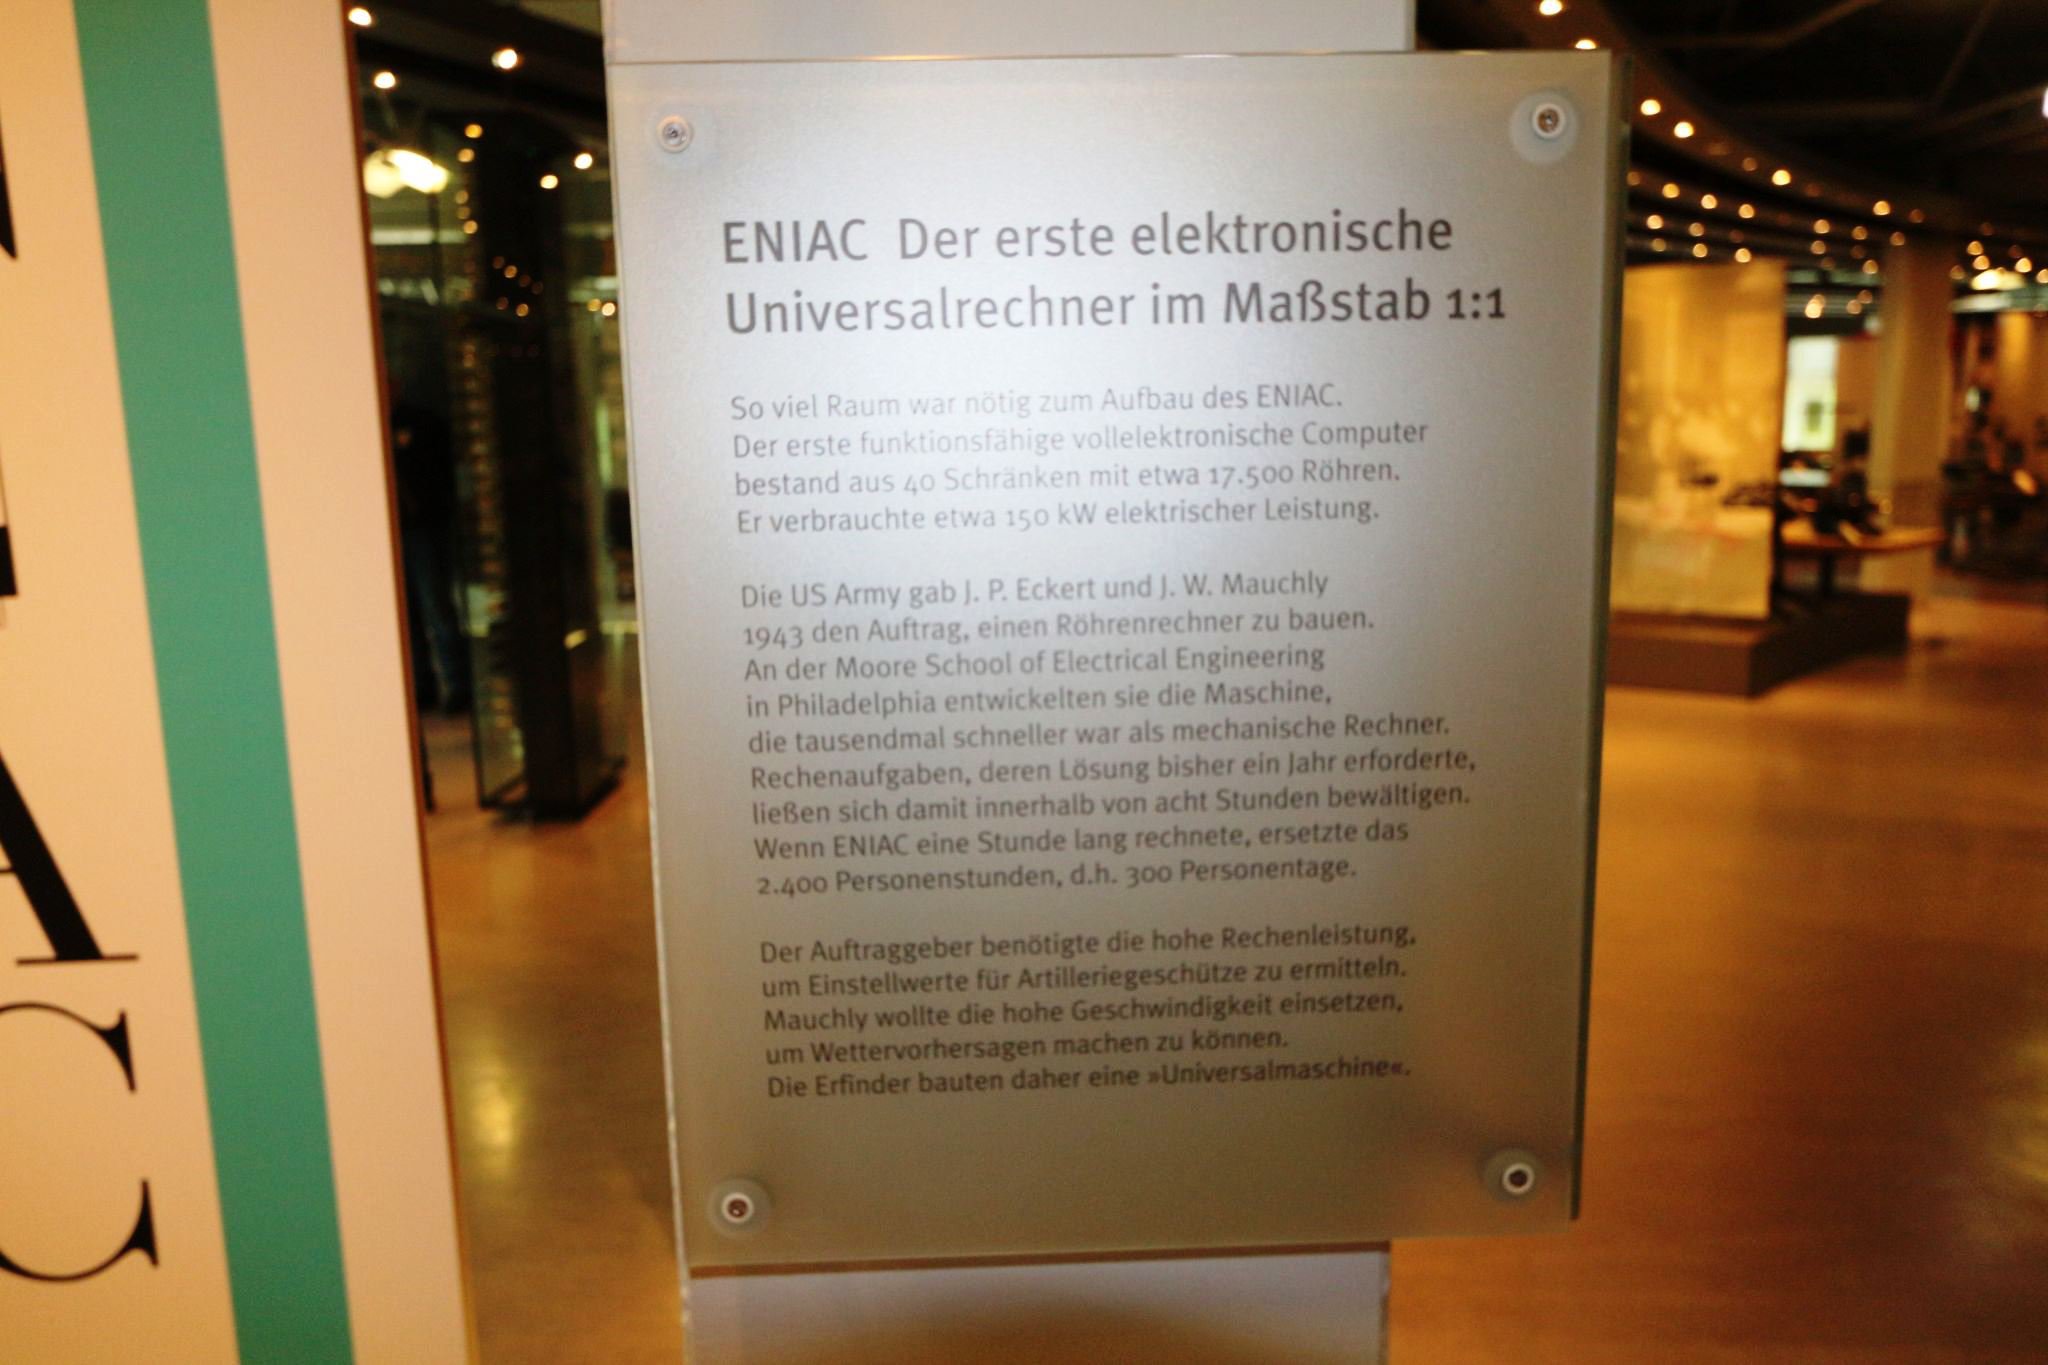 ENIAC Der erste elektronische
Universalrechner im Maßstab 1:1
So viel Raum war nötig zum Aufbau des ENIAC.
Der erste funktionsfähige vollelektronische Computer
bestand aus 40 Schränken mit etwa 17.500 Röhren.
Er verbrauchte etwa 150 kW elektrischer Leistung.
Die US Army gab J. P. Eckert und J. W. Mauchly
1943 den Auftrag, einen Röhrenrechner zu bauen.
An der Moore School of Electrical Engineering
in Philadelphia entwickelten sie die Maschine,
die tausendmal schneller war als mechanische Rechner.
Rechenaufgaben, deren Lösung bisher ein Jahr erforderte,
ließen sich damit innerhalb von acht Stunden bewältigen.
Wenn ENIAC eine Stunde lang rechnete, ersetzte das
2.400 Personenstunden, d.h. 300 Personentage.
Der Auftraggeber benötigte die hohe Rechenleistung,
um Einstellwerte für Artilleriegeschütze zu ermitteln.
Mauchly wollte die hohe Geschwindigkeit einsetzen,
um Wettervorhersagen machen zu können.
Die Erfinder bauten daher eine »Universalmaschine«.